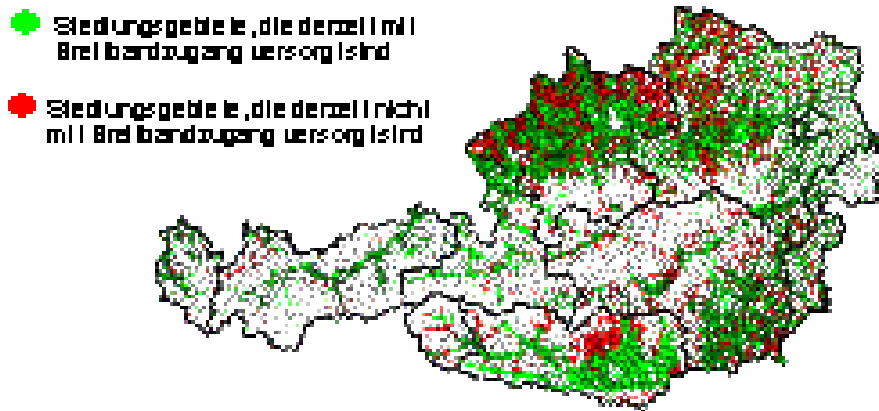 Siedlungsgebiete, die derzeit mit
Breitbandzugang versorgt sind
Siedlungsgebiete, die derzeit nicht
mit Breitbandzugang versorgt sind